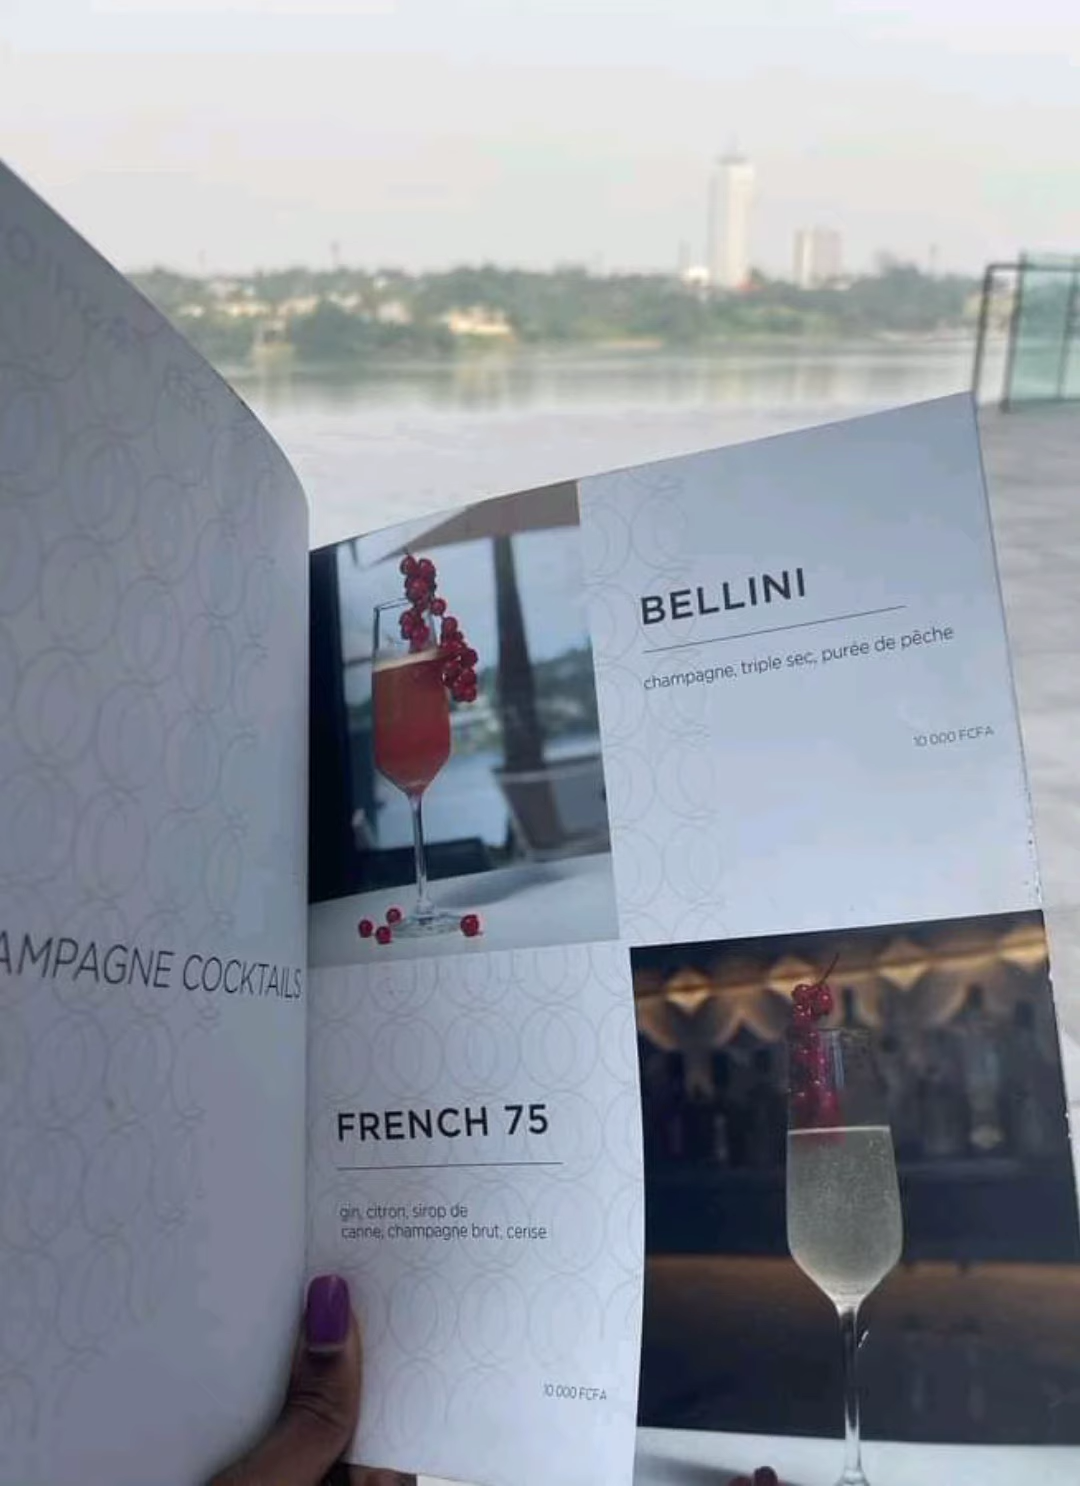 AMPAGNE COCKTAILS
BELLINI
champagne, triple sec, purée de pêche
10 000 FCFA
FRENCH 75
gin, citron, sirop de
canne, champagne brut, cerise
10 000 FCFA